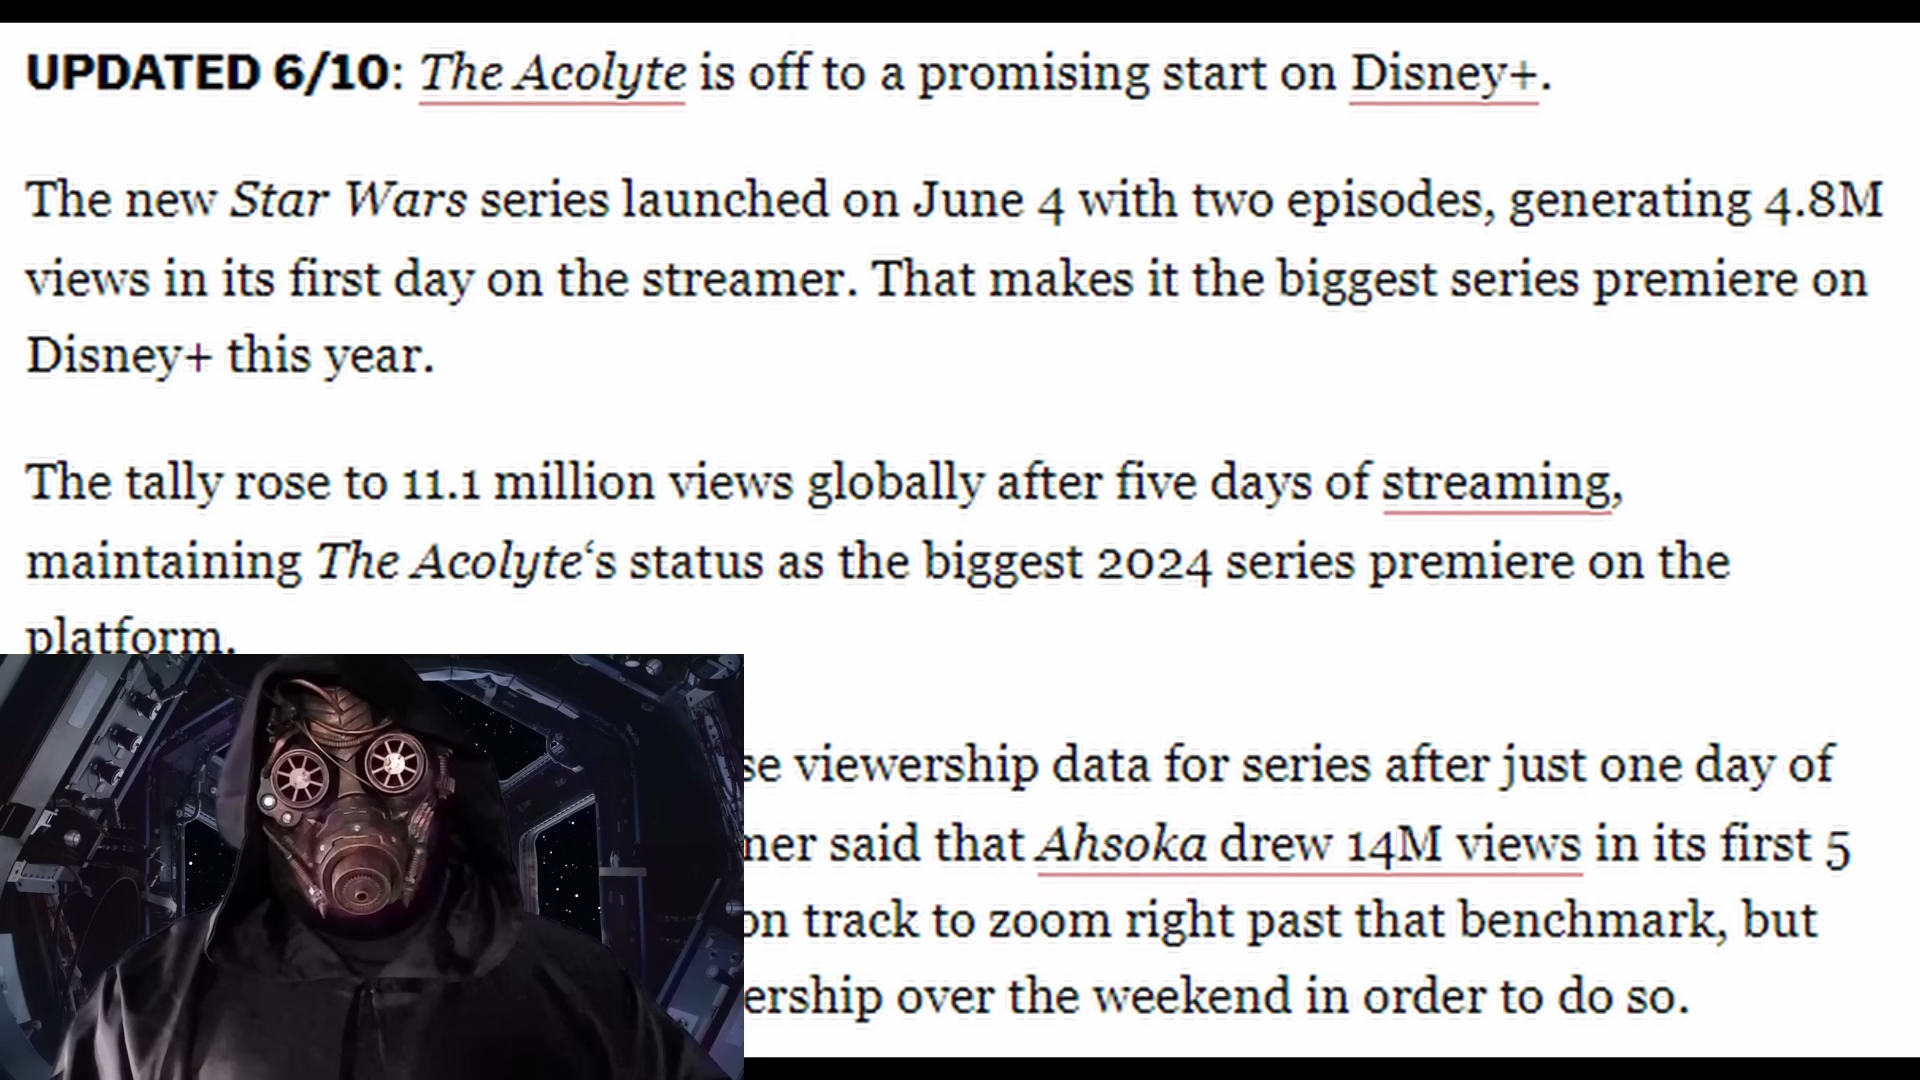 UPDATED 6/10: The Acolyte is off to a promising start on Disney+.
The new Star Wars series launched on June 4 with two episodes, generating 4.8M
views in its first day on the streamer. That makes it the biggest series premiere on
Disney+ this year.
The tally rose to 11.1 million views globally after five days of streaming,
maintaining The Acolyte‘s status as the biggest 2024 series premiere on the
platform.
se viewership data for series after just one day of
ner said that Ahsoka drew 14M views in its first 5
on track to zoom right past that benchmark, but
ership over the weekend in order to do so.